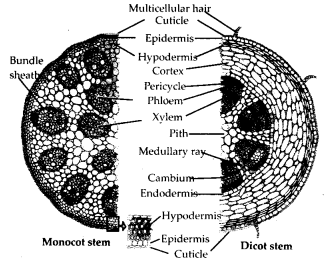 Multicellular hair
Cuticle
Epidermis
Hypodermis
Bundle
sheath
Cortex
Pericycle
Phloem
Xylem
Pith
Medullary ray
Cambium
Endodermis
Hypodermis
Monocot stem
Epidermis
Dicot stem
Cuticle